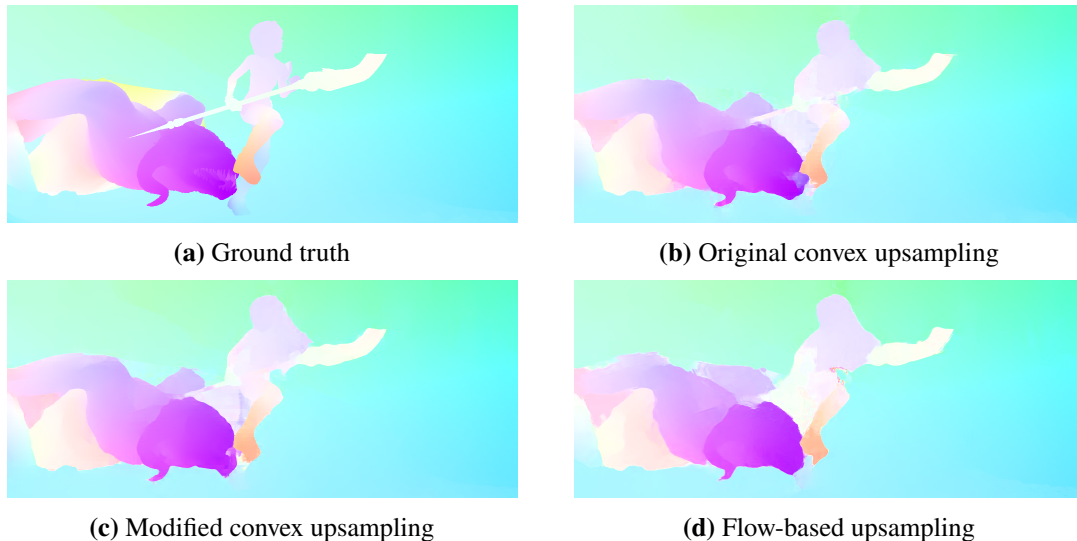 (a) Ground truth
(b) Original convex upsampling
(c) Modified convex upsampling
(d) Flow-based upsampling